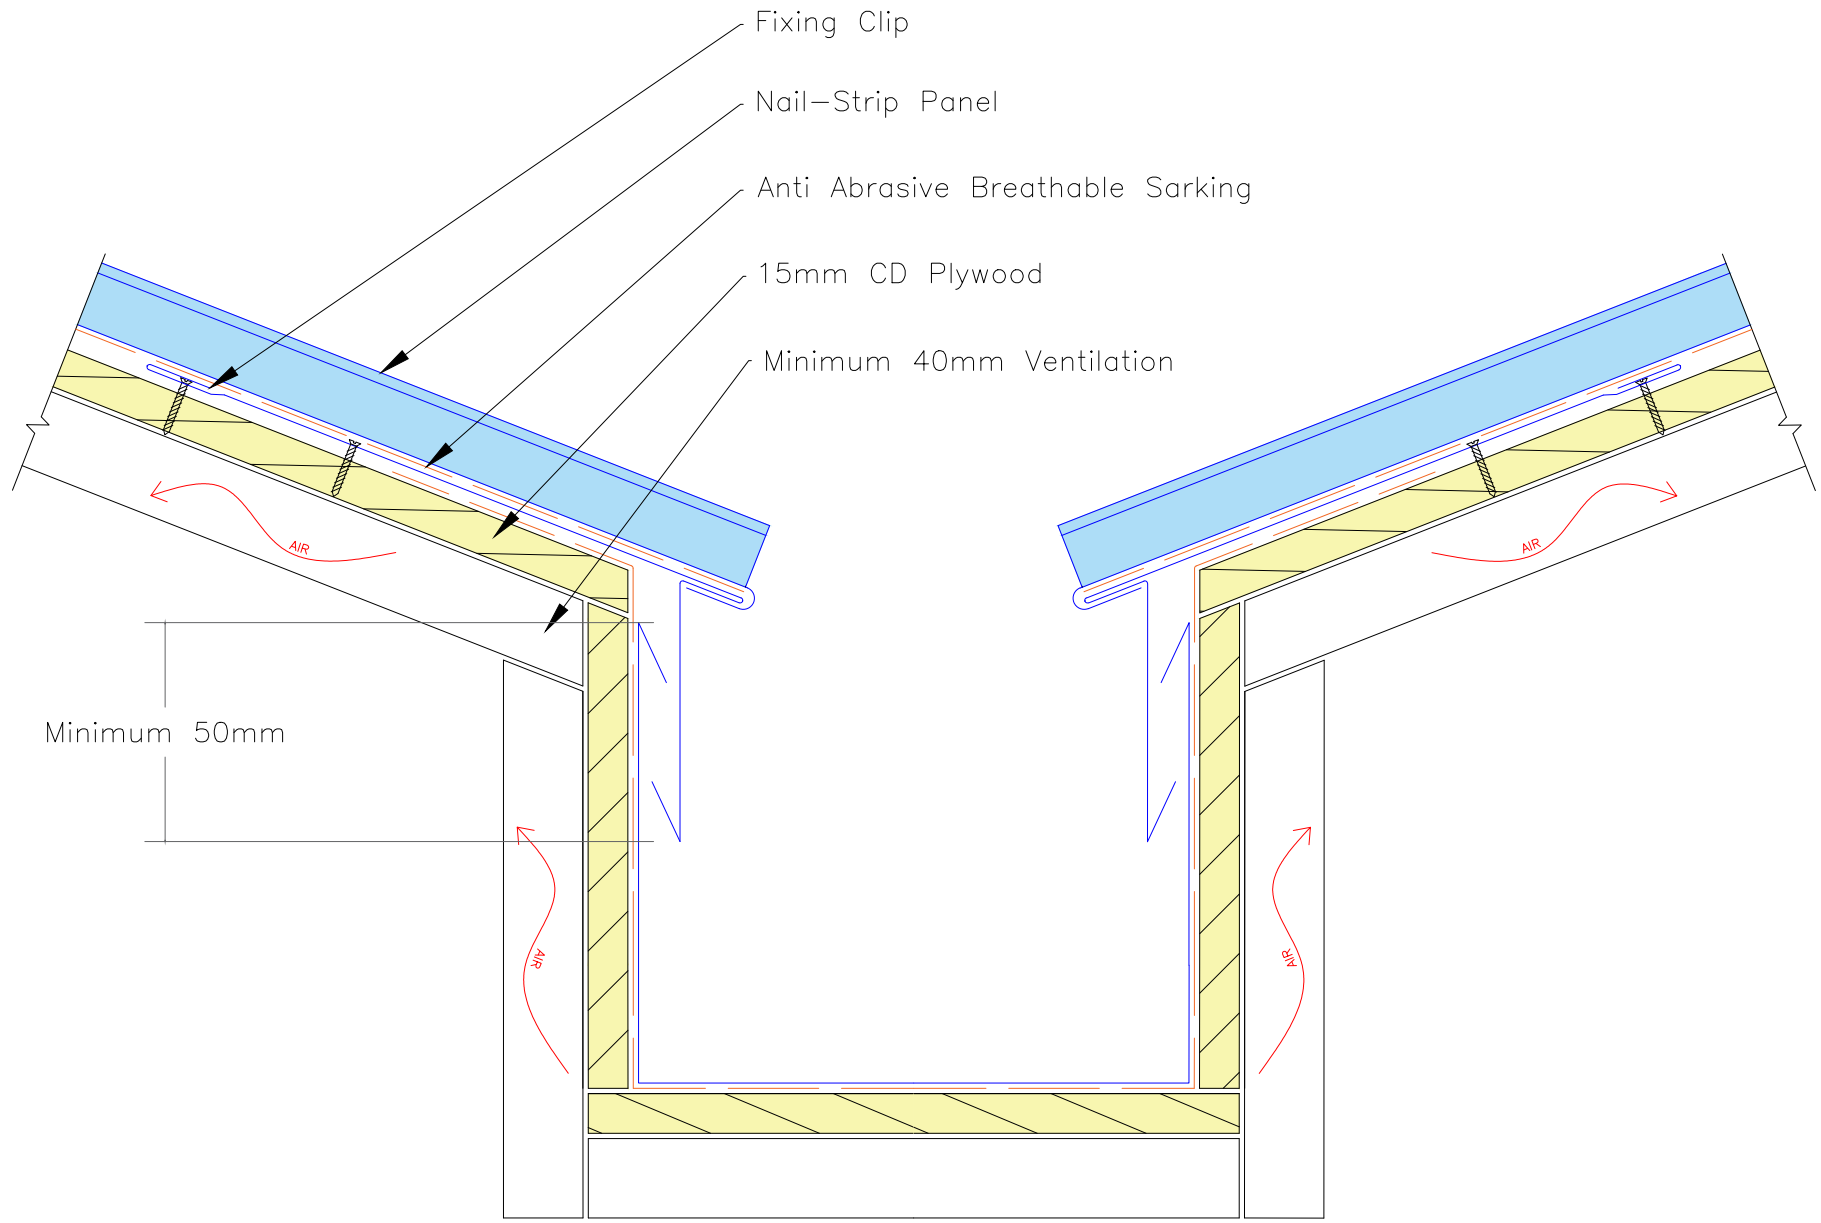 Fixing Clip
Nail-Strip Panel
Anti Abrasive Breathable Sarking
15mm CD Plywood
Minimum 40mm Ventilation
AIR
AIR
Minimum 50mm
AIR
AIR